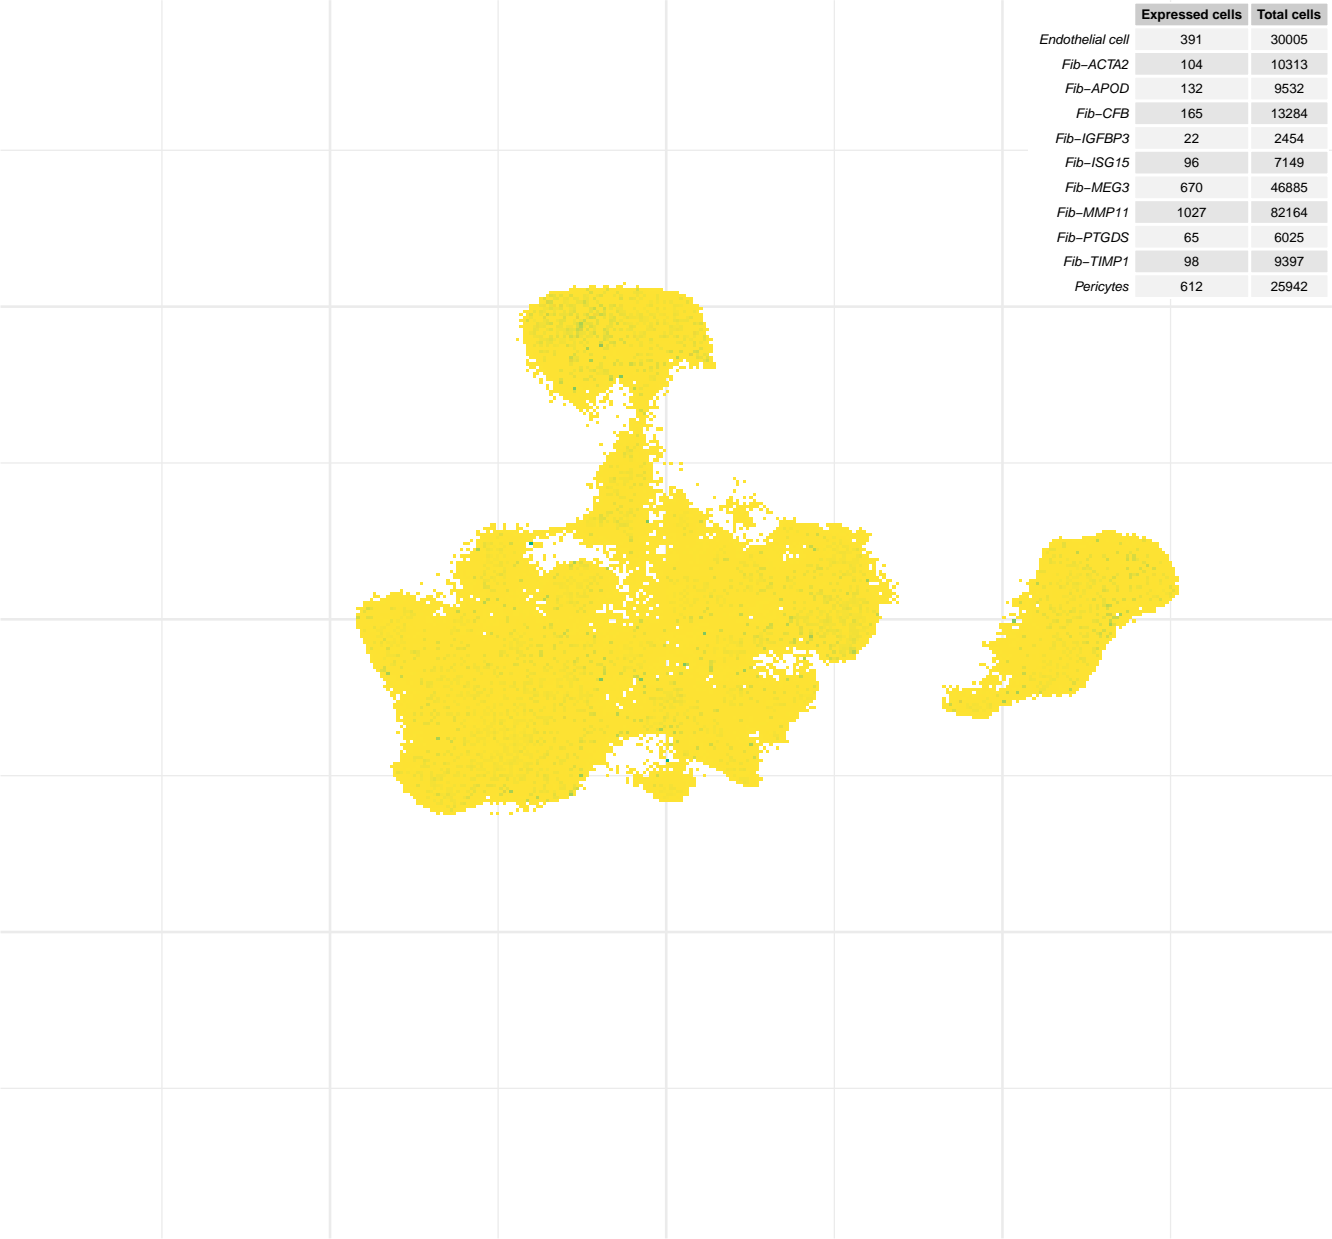 Expressed cells Total cells
Endothelial cell 391 30005
Fib−ACTA2 104 10313
Fib−APOD 132 9532
Fib−CFB 165 13284
Fib−IGFBP3 22 2454
Fib−ISG15 96 7149
Fib−MEG3 670 46885
Fib−MMP11 1027 82164
Fib−PTGDS 65 6025
Fib−TIMP1 98 9397
Pericytes 612 25942